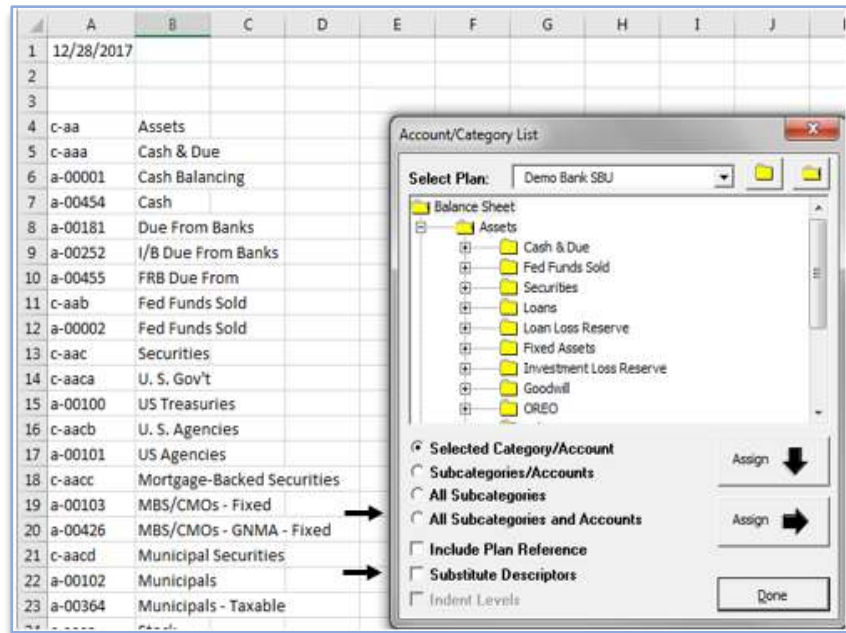 A B C D E F G H I J
1 12/28/2017
2
3
4 c-aa Assets
5 c-aaa Cash & Due
6 a-00001 Cash Balancing
7 a-00454 Cash
8 a-00181 Due From Banks
9 a-00252 I/B Due From Banks
10 a-00455 FRB Due From
11 c-aab Fed Funds Sold
12 a-00002 Fed Funds Sold
13 c-aac Securities
14 c-aaca U. S. Gov't
15 a-00100 US Treasuries
16 c-aacb U. S. Agencies
17 a-00101 US Agencies
18 c-aacc Mortgage-Backed Securities
19 a-00103 MBS/CMOs - Fixed
20 a-00426 MBS/CMOs - GNMA - Fixed
21 c-aacd Municipal Securities
22 a-00102 Municipals
23 a-00364 Municipals - Taxable
Account/Category List
Select Plan: Demo Bank SBU
Balance Sheet
Assets
Cash & Due
Fed Funds Sold
Securities
Loans
Loan Loss Reserve
Fixed Assets
Investment Loss Reserve
Goodwill
OREO
Selected Category/Account
Subcategories/Accounts
All Subcategories
All Subcategories and Accounts
Include Plan Reference
Substitute Descriptors
Indent Levels
Assign
Assign
Done